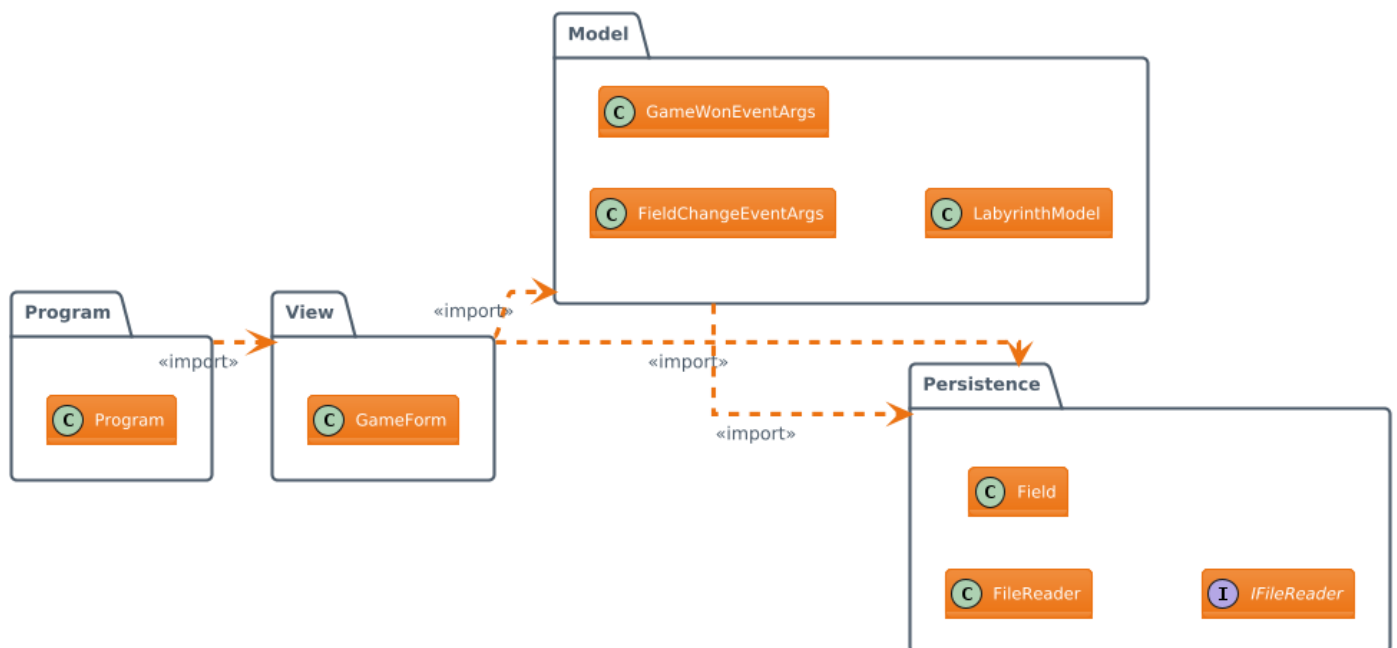 Model
C GameWonEventArgs
C FieldChangeEventArgs
C LabyrinthModel
Program
«import»
C Program
View
«import»
C GameForm
«import»
«import»
Persistence
C Field
C FileReader
I IFileReader